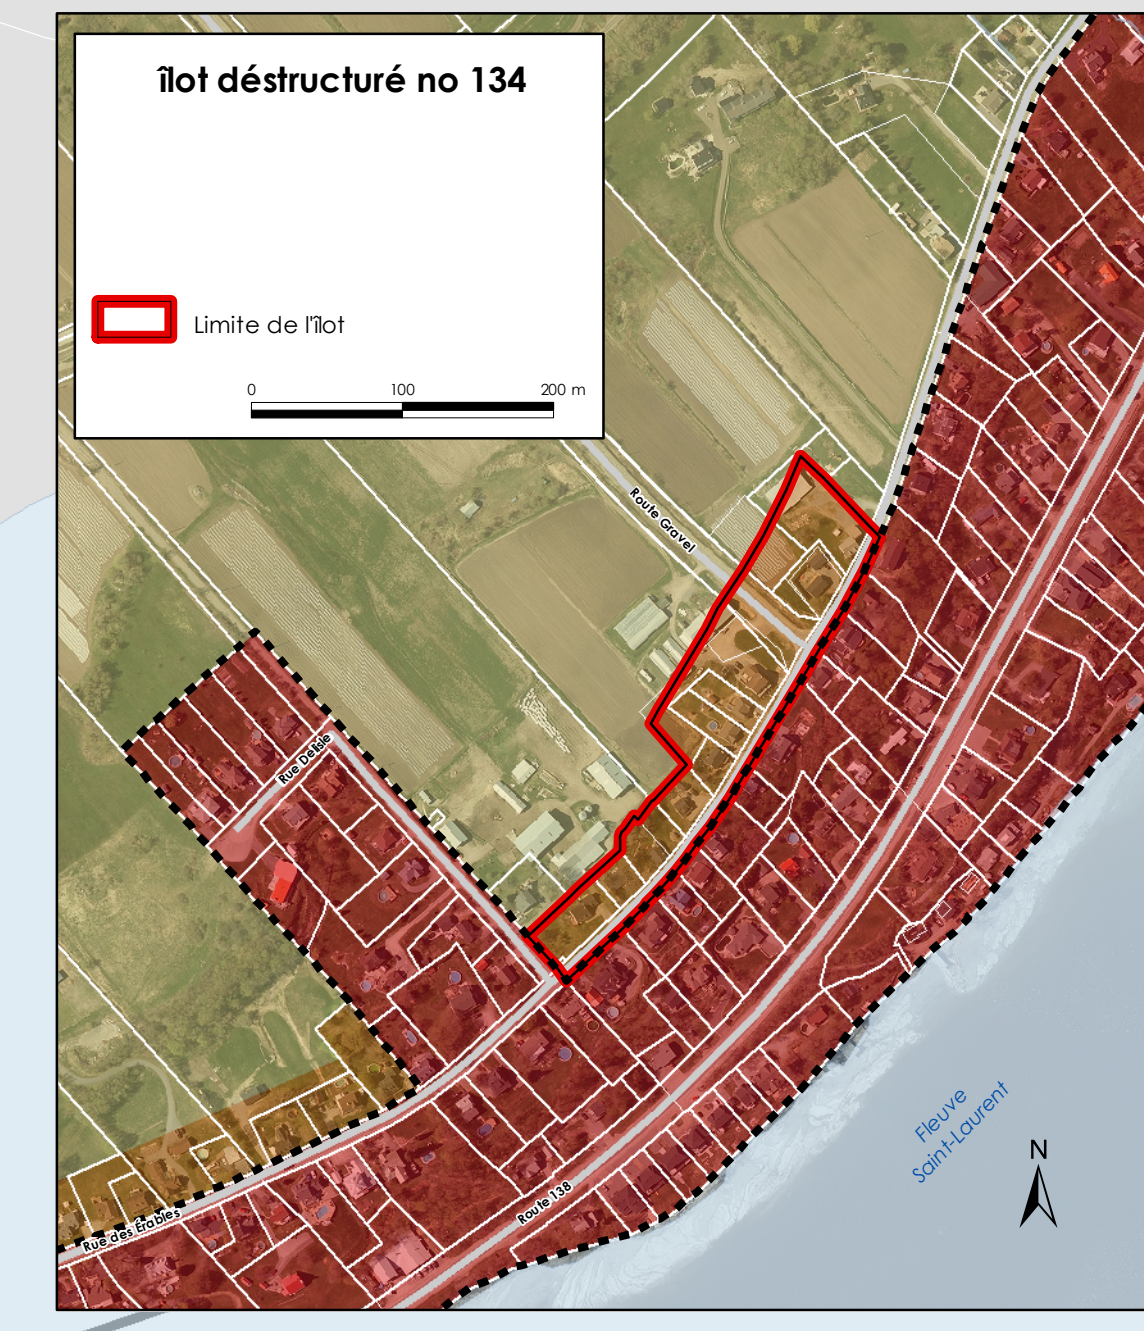 îlot déstructuré no 134
Limite de l'îlot
0 100 200 m
Route Gravel
Rue Delisle
Rue des Érables
Route 138
Fleuve
Saint-Laurent
N